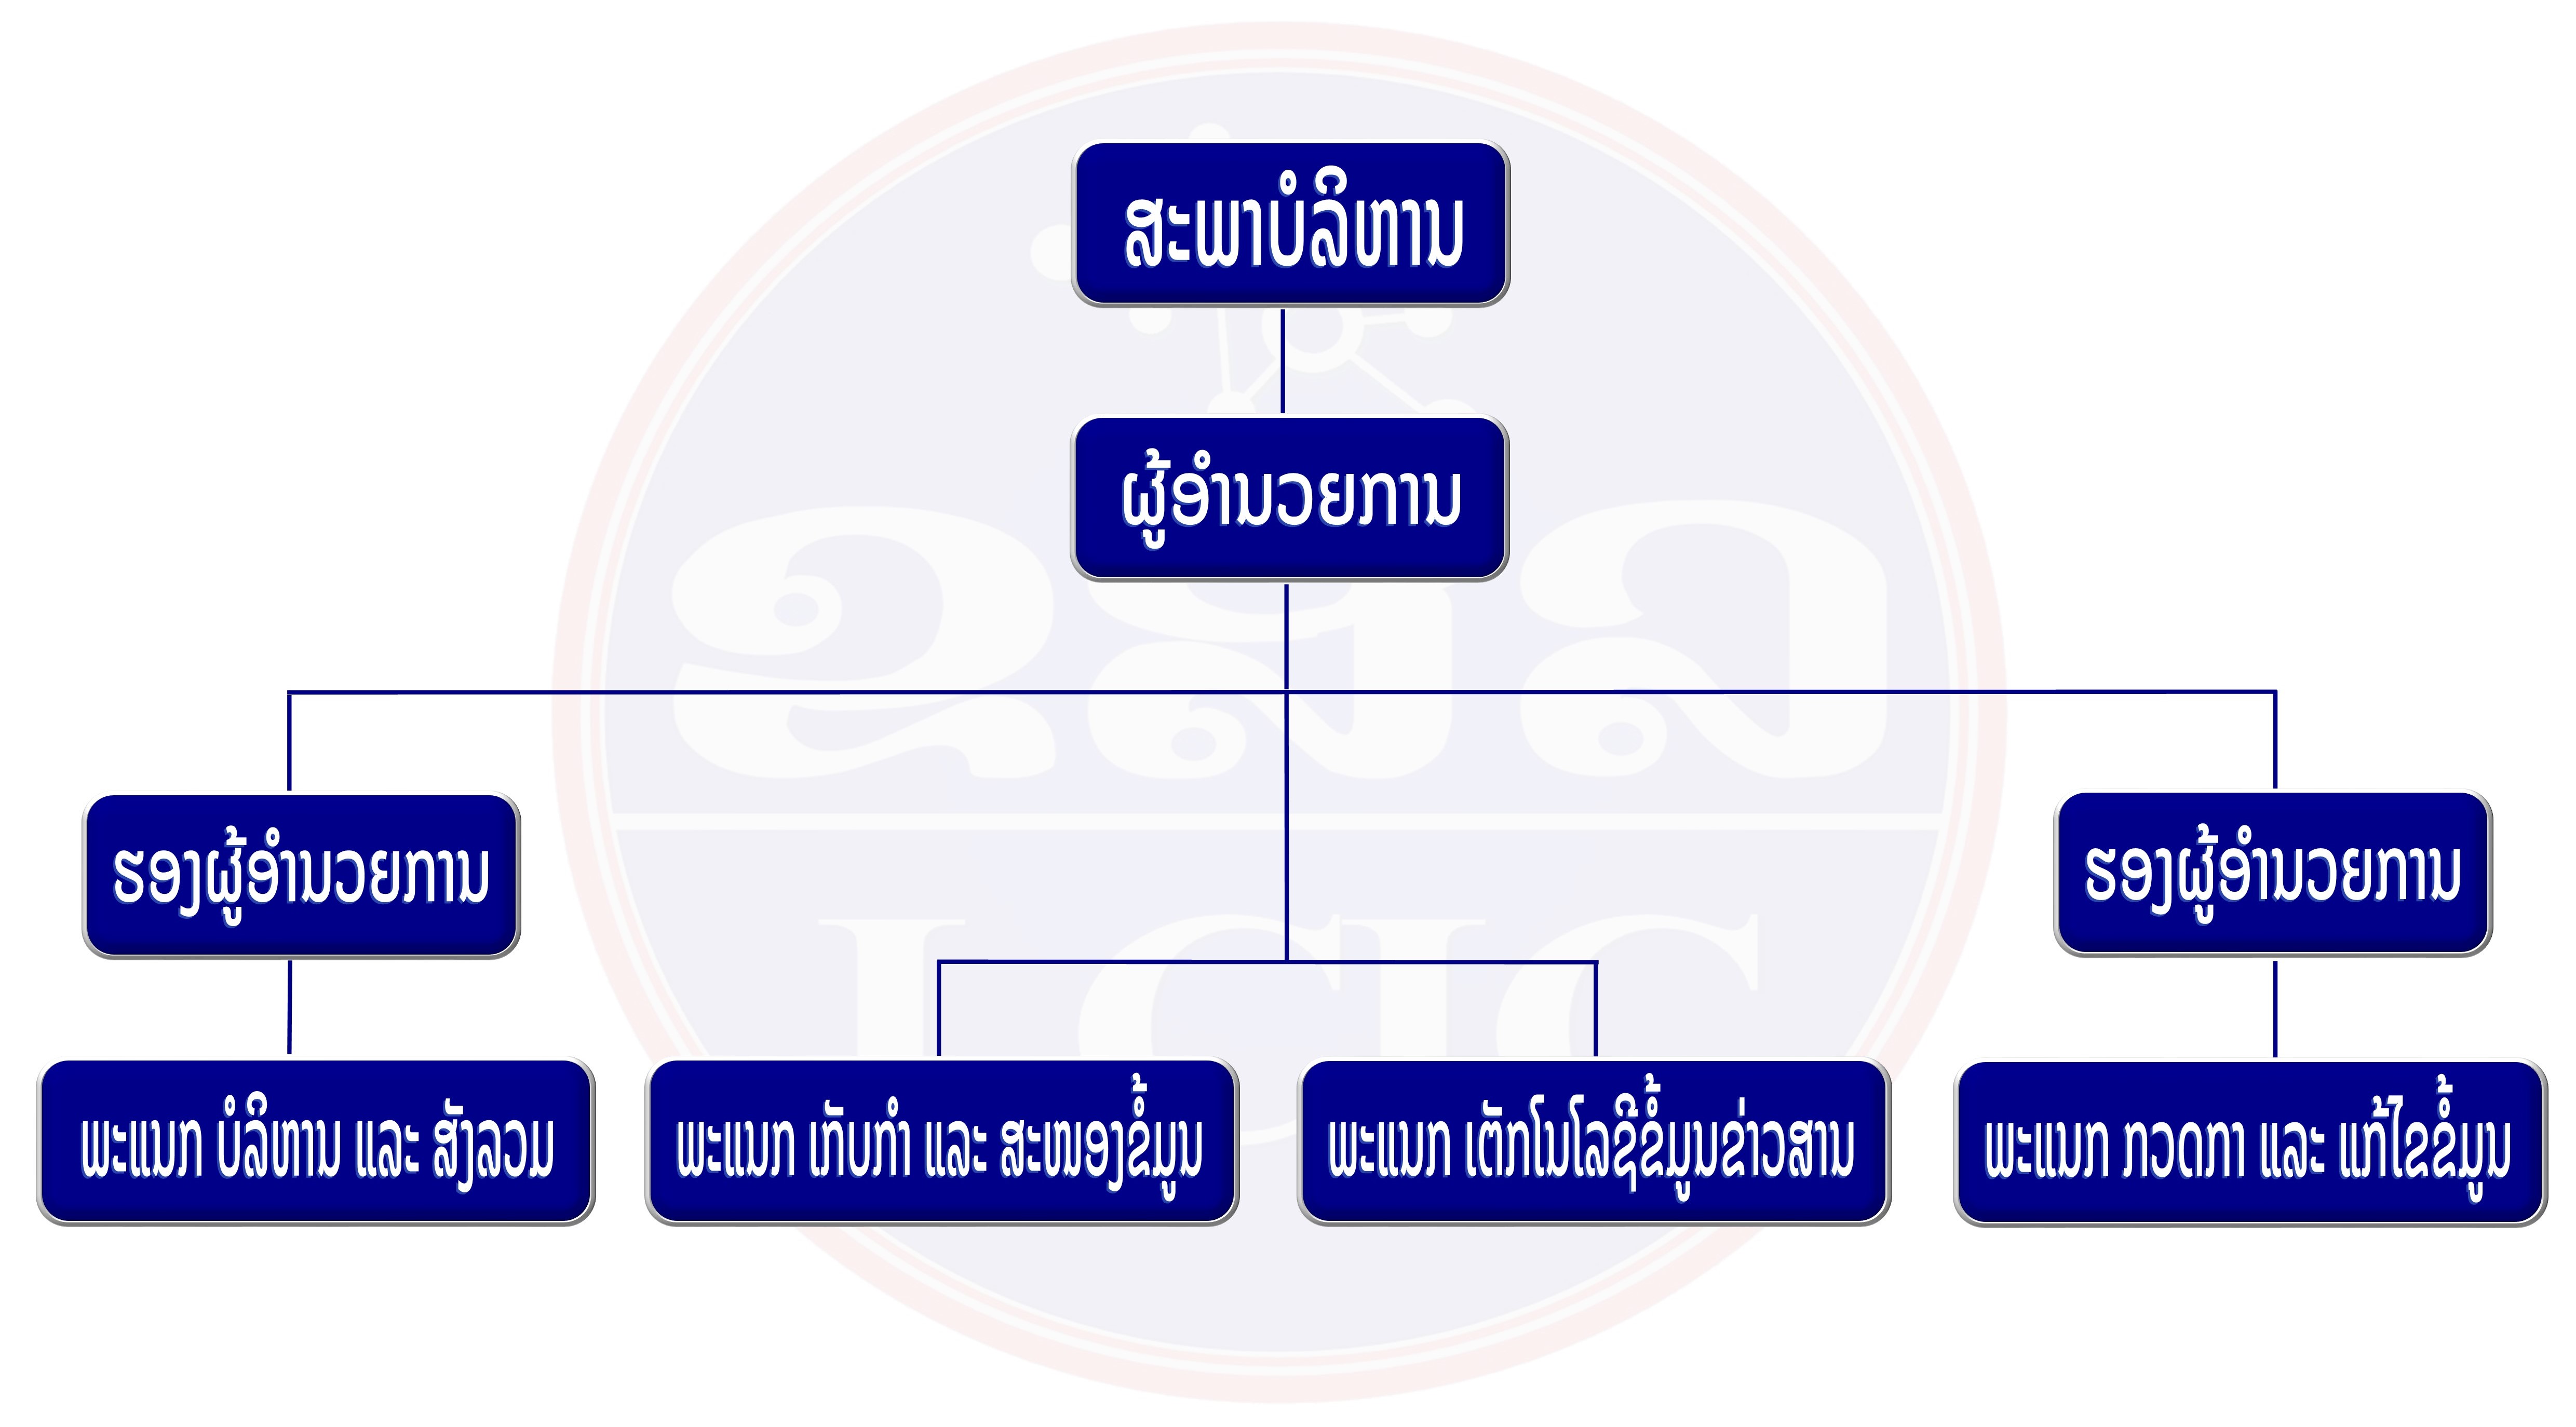 ສະພາບໍລິຫານ
ຜູ້ອຳນວຍການ
ຮອງຜູ້ອຳນວຍການ
ຮອງຜູ້ອຳນວຍການ
ພະແນກ ບໍລິຫານ ແລະ ສັງລວມ
ພະແນກ ເກັບກຳ ແລະ ສະໜອງຂໍ້ມູນ
ພະແນກ ເຕັກໂນໂລຊີຂໍ້ມູນຂ່າວສານ
ພະແນກ ກວດກາ ແລະ ແກ້ໄຂຂໍ້ມູນ
ຂສລ
LCIC